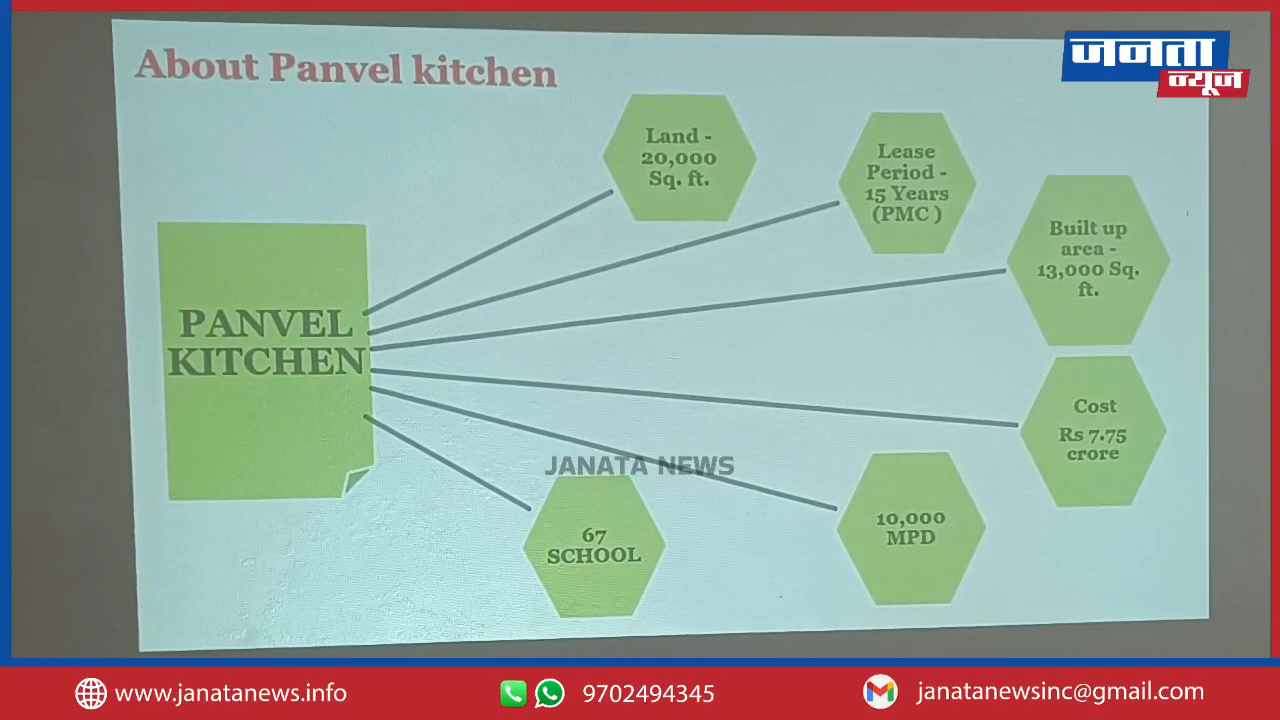 About Panvel kitchen
जनता
न्यूज
Land -
20,000
Sq. ft.
Lease
Period -
15 Years
(PMC )
Built up
area -
13,000 Sq.
ft.
PANVEL
KITCHEN
Cost
Rs 7.75
crore
JANATA NEWS
10,000
MPD
67
SCHOOL
www.janatanews.info
9702494345
janatanewsinc@gmail.com